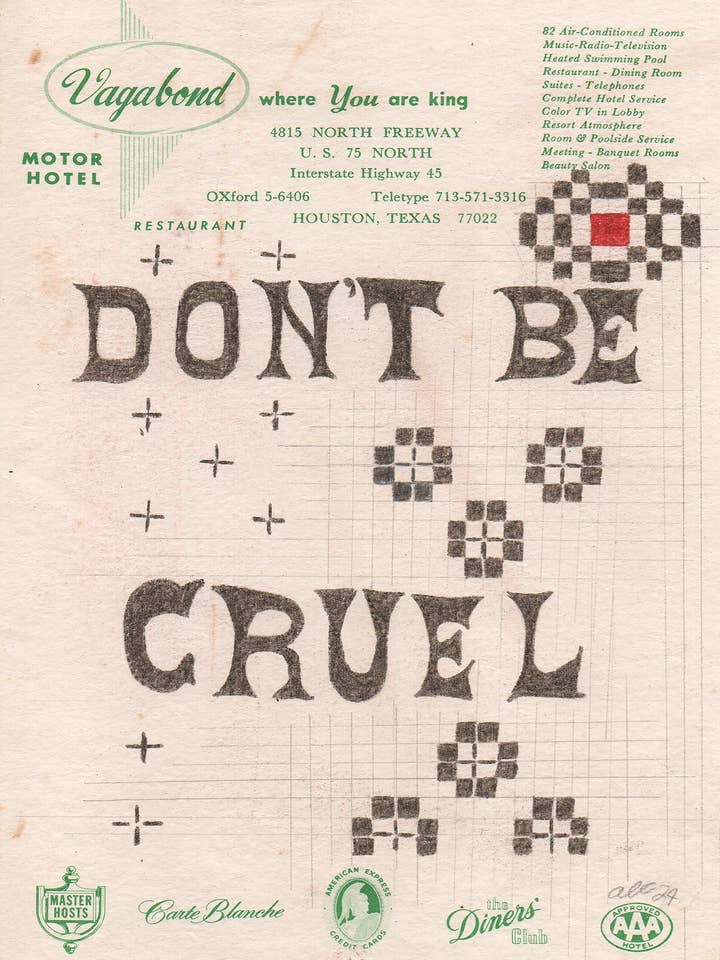 Vagabond
MOTOR
HOTEL
RESTAURANT
where You are king
4815 NORTH FREEWAY
U. S. 75 NORTH
Interstate Highway 45
OXford 5-6406 Teletype 713-571-3316
HOUSTON, TEXAS 77022
82 Air-Conditioned Rooms
Music-Radio-Television
Heated Swimming Pool
Restaurant - Dining Room
Suites - Telephones
Complete Hotel Service
Color TV in Lobby
Resort Atmosphere
Room & Poolside Service
Meeting - Banquet Rooms
Beauty Salon
DON'T BE
CRUEL
MASTER
HOSTS
Carte Blanche
AMERICAN EXPRESS
CREDIT CARDS
the
Diners'
Club
24
APPROVED
AAA
HOTEL